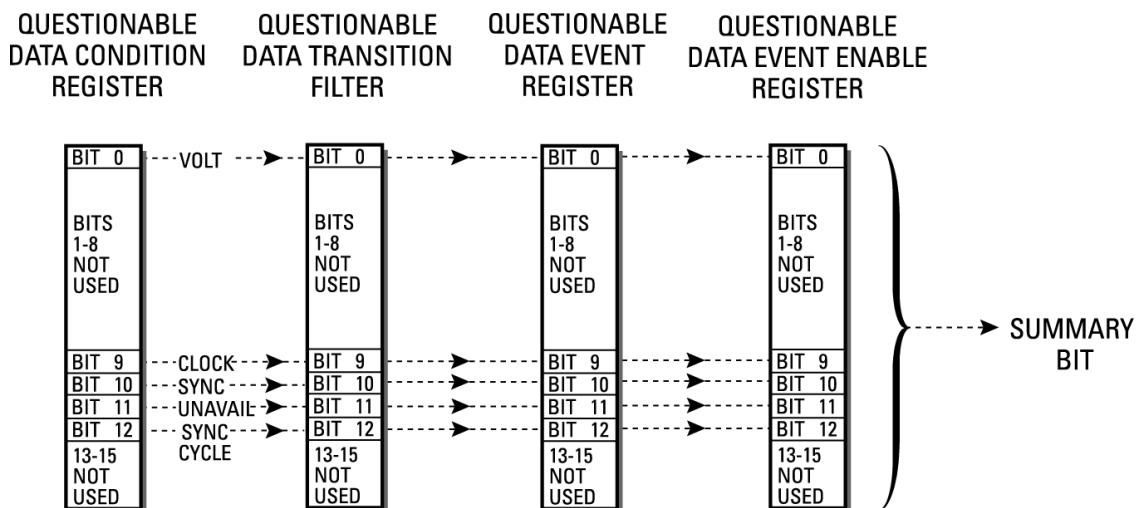 QUESTIONABLE
DATA CONDITION
REGISTER
QUESTIONABLE
DATA TRANSITION
FILTER
QUESTIONABLE
DATA EVENT
REGISTER
QUESTIONABLE
DATA EVENT ENABLE
REGISTER
BIT 0
VOLT
BIT 0
BIT 0
BIT 0
BITS
1-8
NOT
USED
BITS
1-8
NOT
USED
BITS
1-8
NOT
USED
BITS
1-8
NOT
USED
BIT 9
CLOCK
BIT 9
BIT 9
BIT 9
BIT 10
SYNC
BIT 10
BIT 10
BIT 10
BIT 11
UNAVAIL
BIT 11
BIT 11
BIT 11
BIT 12
SYNC
CYCLE
BIT 12
BIT 12
BIT 12
13-15
NOT
USED
13-15
NOT
USED
13-15
NOT
USED
13-15
NOT
USED
SUMMARY
BIT